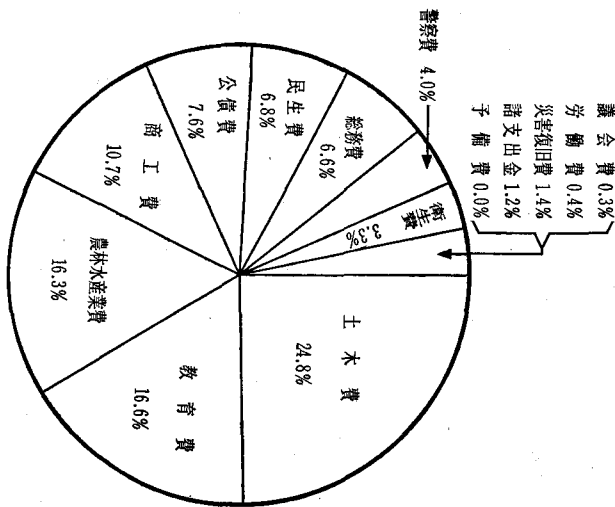 土木費
24.8%
教育費
16.6%
農林水産業費
16.3%
商工費
10.7%
公債費
7.6%
民生費
6.8%
総務費
6.6%
警察費 4.0%
衛生費
3.3%
議会費 0.3%
労働費 0.4%
災害復旧費 1.4%
諸支出金 1.2%
予備費 0.0%